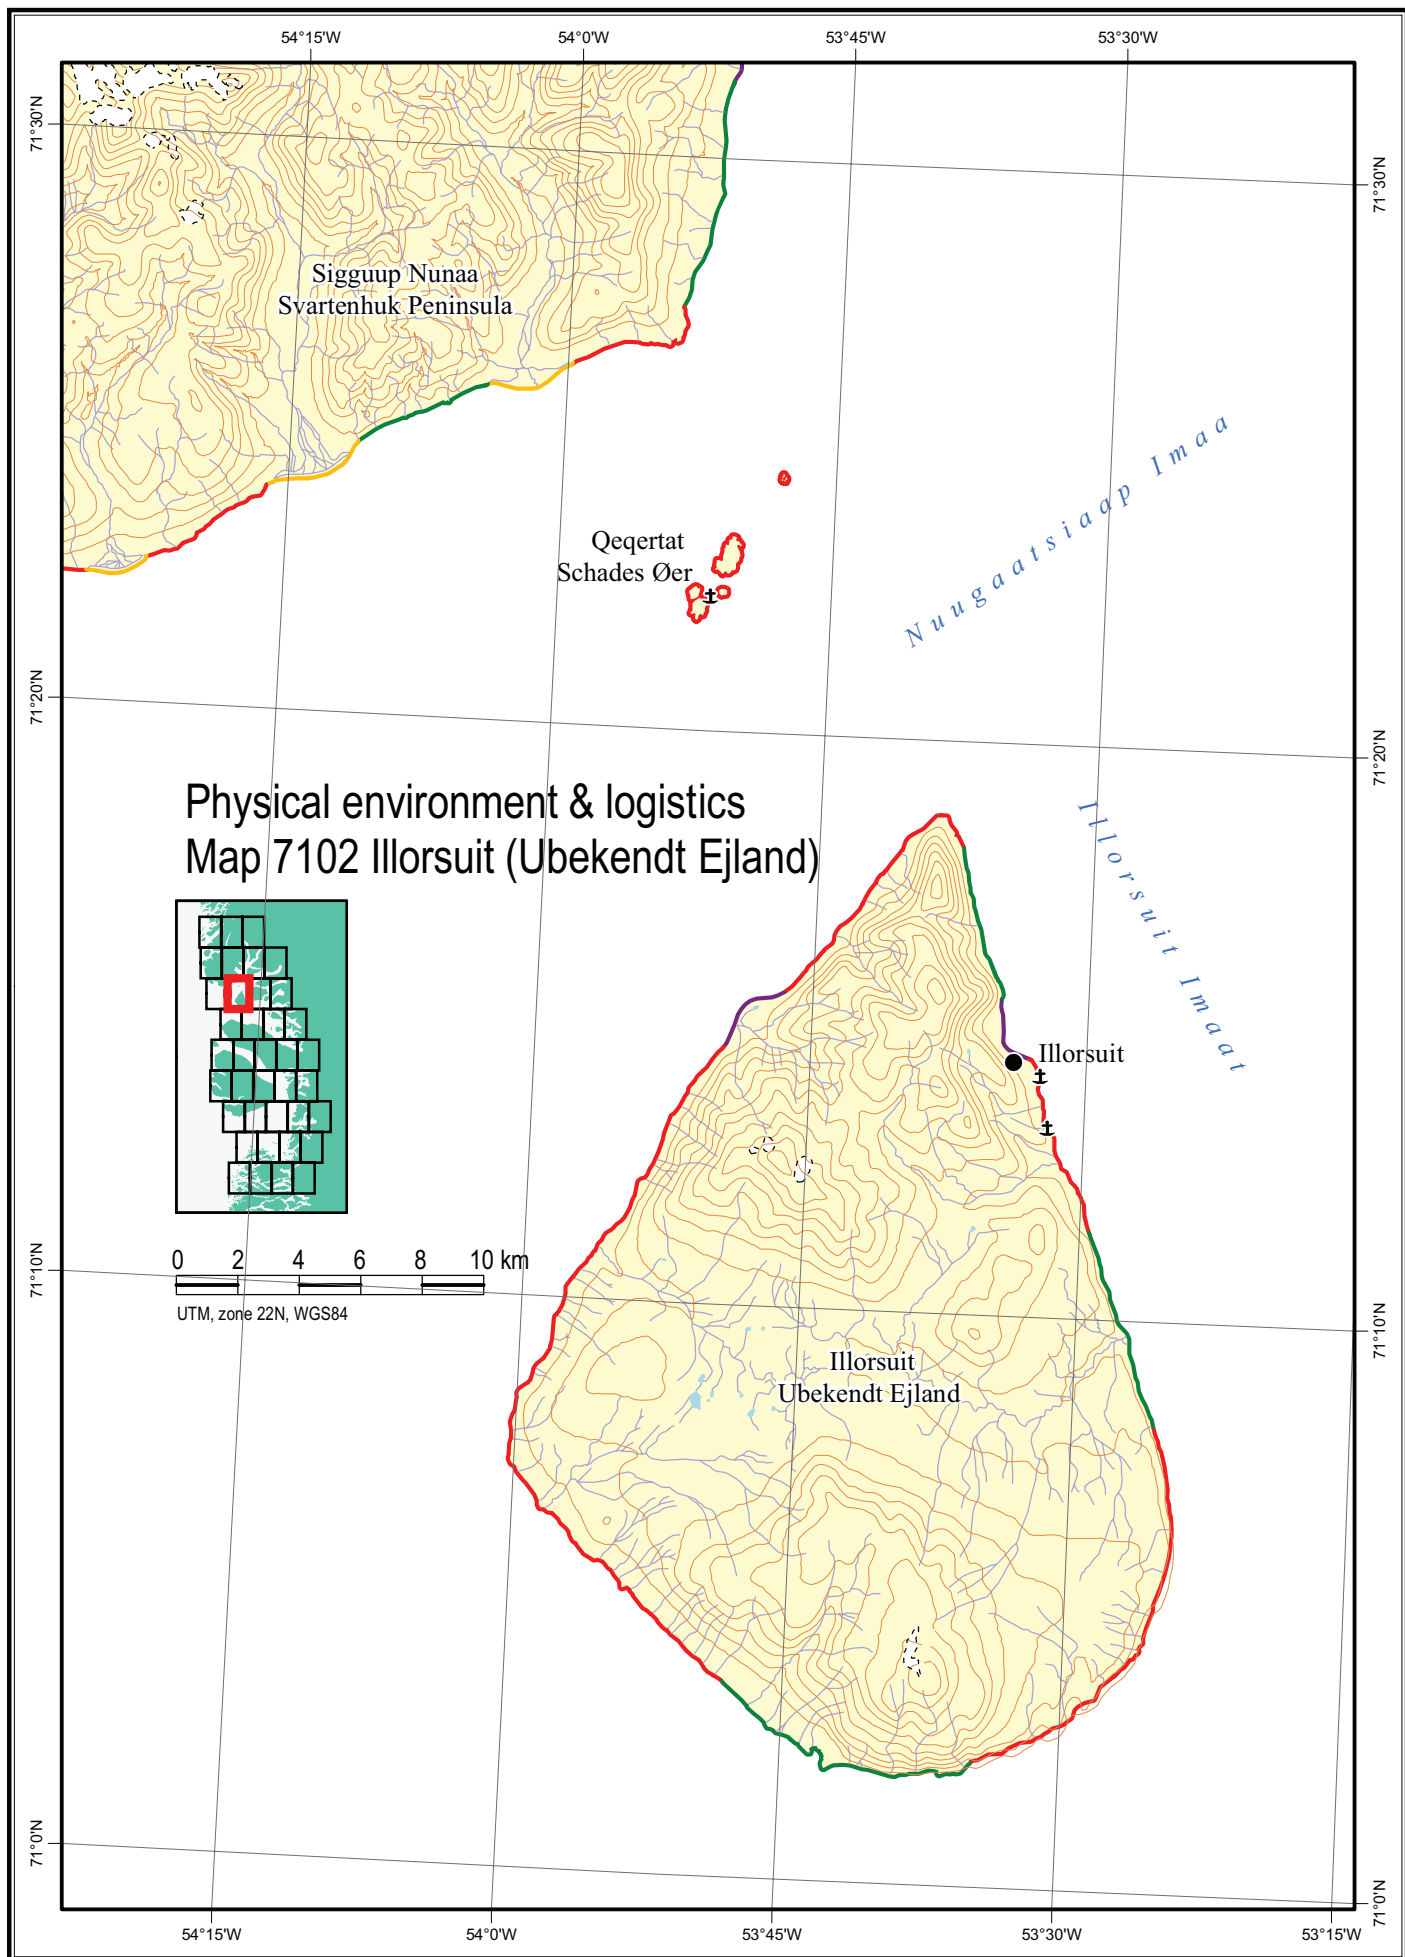 54°15'W
54°0'W
53°45'W
53°30'W
71°30'N
71°30'N
Sigguup Nunaa
Svartenhuk Peninsula
Nuugaatsiaap Imaa
Qeqertat
Schades Øer
71°20'N
71°20'N
Physical environment & logistics
Map 7102 Illorsuit (Ubekendt Ejland)
Illorsuit Imaat
Illorsuit
0 2 4 6 8 10 km
UTM, zone 22N, WGS84
71°10'N
71°10'N
Illorsuit
Ubekendt Ejland
71°0'N
71°0'N
54°15'W
54°0'W
53°45'W
53°30'W
53°15'W